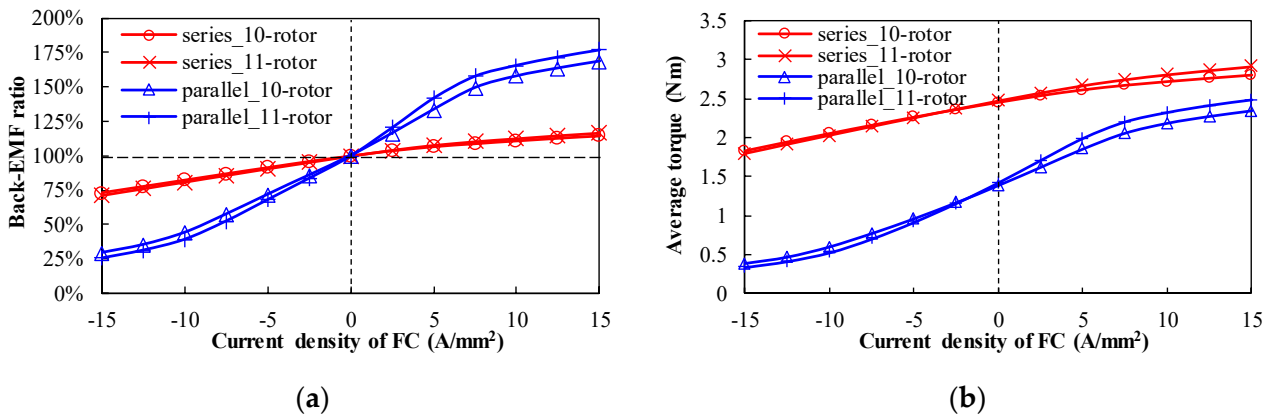 200%
175%
150%
125%
100%
75%
50%
25%
0%
Back-EMF ratio
series_10-rotor
series_11-rotor
parallel_10-rotor
parallel_11-rotor
-15 -10 -5 0 5 10 15
Current density of FC (A/mm²)
(a)
3.5
3
2.5
2
1.5
1
0.5
0
Average torque (Nm)
series_10-rotor
series_11-rotor
parallel_10-rotor
parallel_11-rotor
-15 -10 -5 0 5 10 15
Current density of FC (A/mm²)
(b)